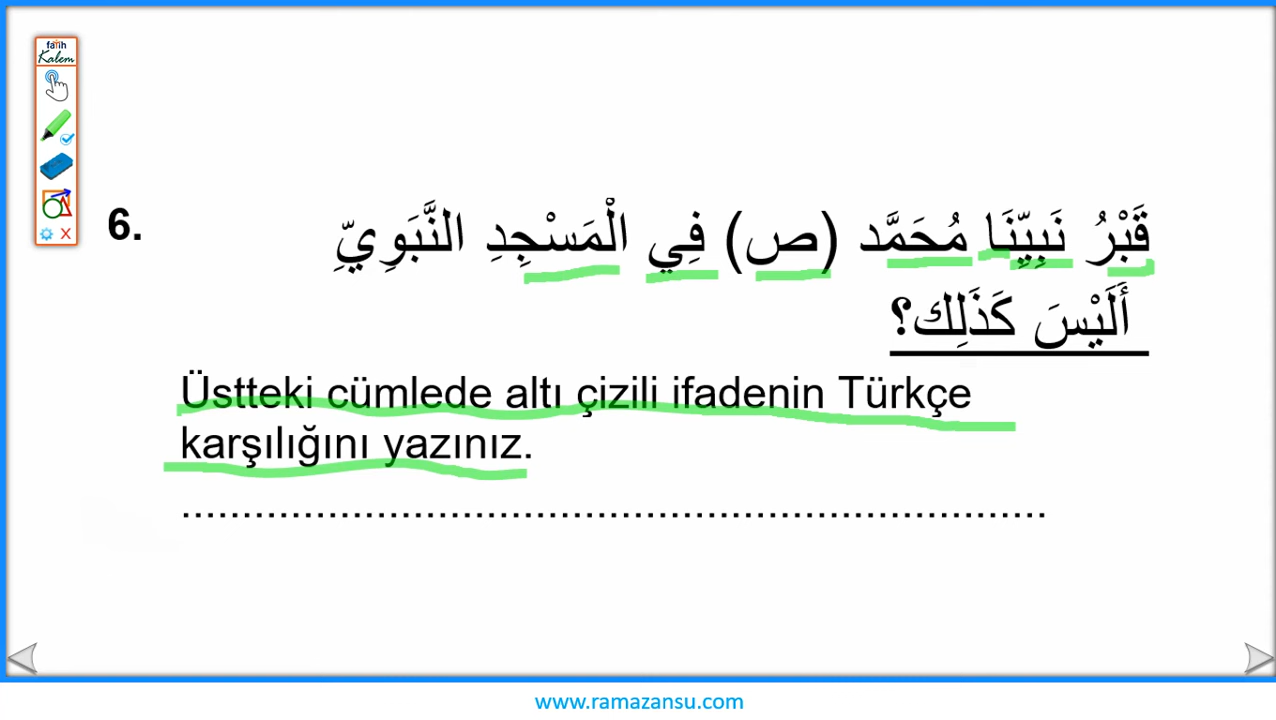 fatih
Kalem
6.
قَبْرُ نَبِيِّنَا مُحَمَّد (ص) فِي الْمَسْجِدِ النَّبَوِيِّ
أَلَيْسَ كَذَلِك؟
Üstteki cümlede altı çizili ifadenin Türkçe
karşılığını yazınız.
........................................................
www.ramazansu.com